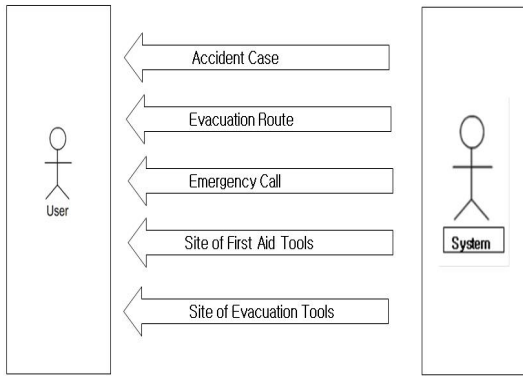 Accident Case
Evacuation Route
Emergency Call
User
Site of First Aid Tools
System
Site of Evacuation Tools